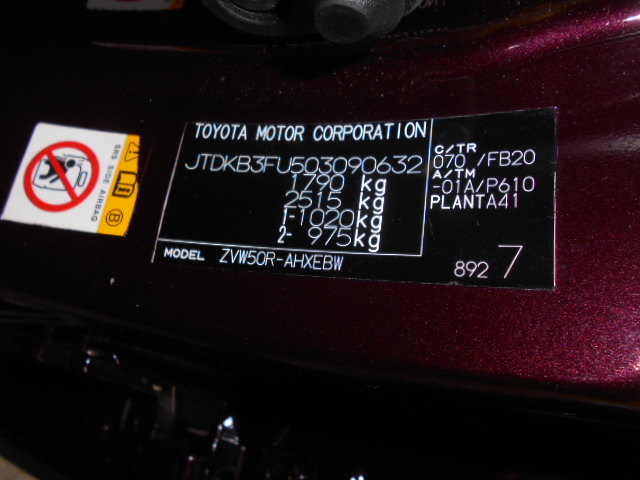 TOYOTA MOTOR CORPORATION
JTDKB3FU503090632
1790 kg
2515 kg
1-1020kg
2- 975kg
MODEL ZVW50R-AHXEBW
C/TR
070 /FB20
A/TM
-01A/P610
PLANTA41
892 7
SRS SIDE AIRBAG
B